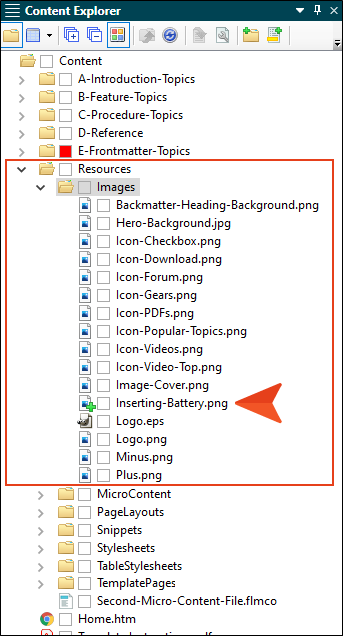 Content Explorer
Content
A-Introduction-Topics
B-Feature-Topics
C-Procedure-Topics
D-Reference
E-Frontmatter-Topics
Resources
Images
Backmatter-Heading-Background.png
Hero-Background.jpg
Icon-Checkbox.png
Icon-Download.png
Icon-Forum.png
Icon-Gears.png
Icon-PDFs.png
Icon-Popular-Topics.png
Icon-Videos.png
Icon-Video-Top.png
Image-Cover.png
Inserting-Battery.png
Logo.eps
Logo.png
Minus.png
Plus.png
MicroContent
PageLayouts
Snippets
Stylesheets
TableStylesheets
TemplatePages
Second-Micro-Content-File.flmco
Home.htm